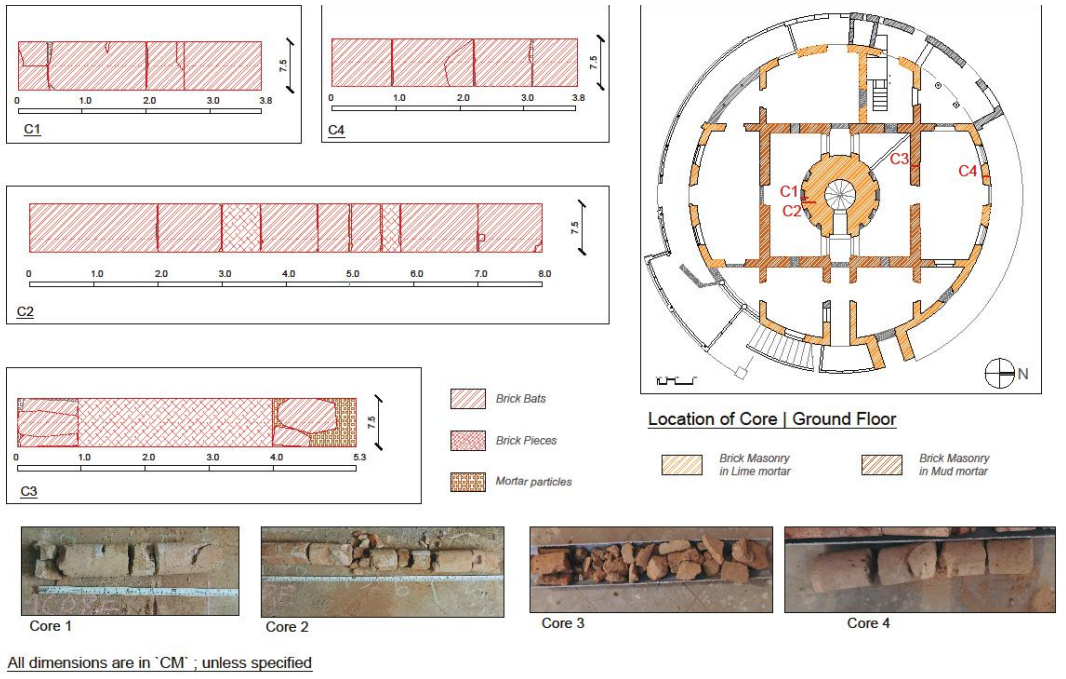 7.5
0
1.0
2.0
3.0
3.8
C1
7.5
0.0
1.0
2.0
3.0
3.8
C4
7.5
0
1.0
2.0
3.0
4.0
5.0
6.0
7.0
8.0
C2
7.5
0
1.0
2.0
3.0
4.0
5.3
C3
Brick Bats
Brick Pieces
Mortar particles
C3
C4
C1
C2
N
Location of Core | Ground Floor
Brick Masonry
in Lime mortar
Brick Masonry
in Mud mortar
Core 1
Core 2
Core 3
Core 4
All dimensions are in `CM` ; unless specified